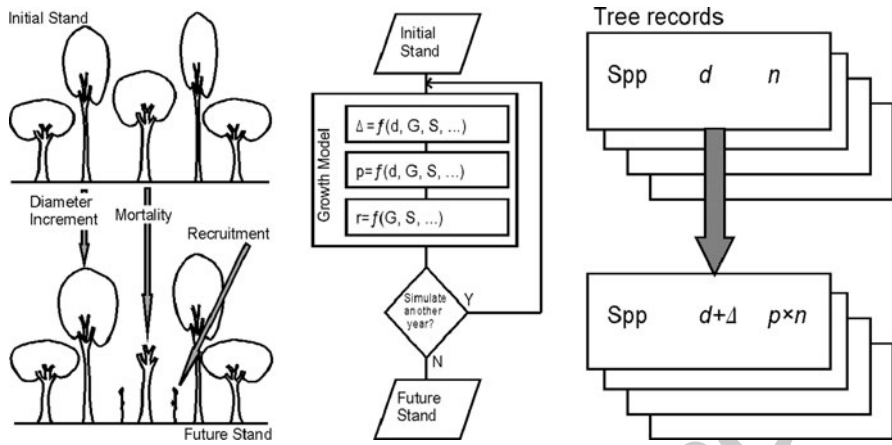 Initial Stand
Diameter
Increment
Mortality
Recruitment
Future Stand
Initial
Stand
Growth Model
Δ=ƒ(d, G, S, ...)
p=ƒ(d, G, S, ...)
r=ƒ(G, S, ...)
Simulate
another
year?
Y
N
Future
Stand
Tree records
Spp d n
Spp d+Δ p×n